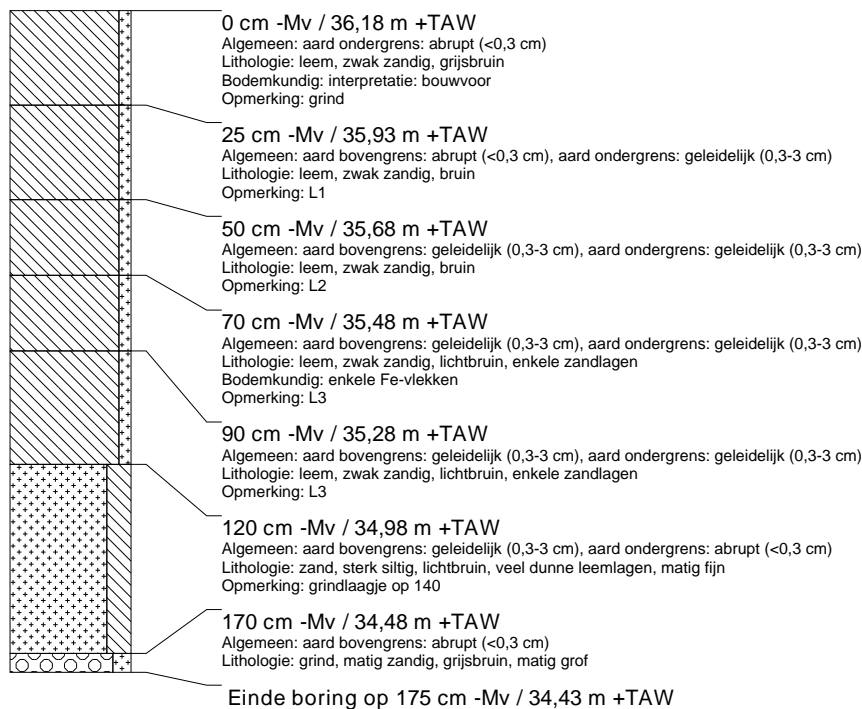 0 cm -Mv / 36,18 m +TAW
Algemeen: aard ondergrens: abrupt (<0,3 cm)
Lithologie: leem, zwak zandig, grijsbruin
Bodemkundig: interpretatie: bouwvoor
Opmerking: grind
25 cm -Mv / 35,93 m +TAW
Algemeen: aard bovengrens: abrupt (<0,3 cm), aard ondergrens: geleidelijk (0,3-3 cm)
Lithologie: leem, zwak zandig, bruin
Opmerking: L1
50 cm -Mv / 35,68 m +TAW
Algemeen: aard bovengrens: geleidelijk (0,3-3 cm), aard ondergrens: geleidelijk (0,3-3 cm)
Lithologie: leem, zwak zandig, bruin
Opmerking: L2
70 cm -Mv / 35,48 m +TAW
Algemeen: aard bovengrens: geleidelijk (0,3-3 cm), aard ondergrens: geleidelijk (0,3-3 cm)
Lithologie: leem, zwak zandig, lichtbruin, enkele zandlagen
Bodemkundig: enkele Fe-vlekken
Opmerking: L3
90 cm -Mv / 35,28 m +TAW
Algemeen: aard bovengrens: geleidelijk (0,3-3 cm), aard ondergrens: geleidelijk (0,3-3 cm)
Lithologie: leem, zwak zandig, lichtbruin, enkele zandlagen
Opmerking: L3
120 cm -Mv / 34,98 m +TAW
Algemeen: aard bovengrens: geleidelijk (0,3-3 cm), aard ondergrens: abrupt (<0,3 cm)
Lithologie: zand, sterk siltig, lichtbruin, veel dunne leemlagen, matig fijn
Opmerking: grindlaagje op 140
170 cm -Mv / 34,48 m +TAW
Algemeen: aard bovengrens: abrupt (<0,3 cm)
Lithologie: grind, matig zandig, grijsbruin, matig grof
Einde boring op 175 cm -Mv / 34,43 m +TAW